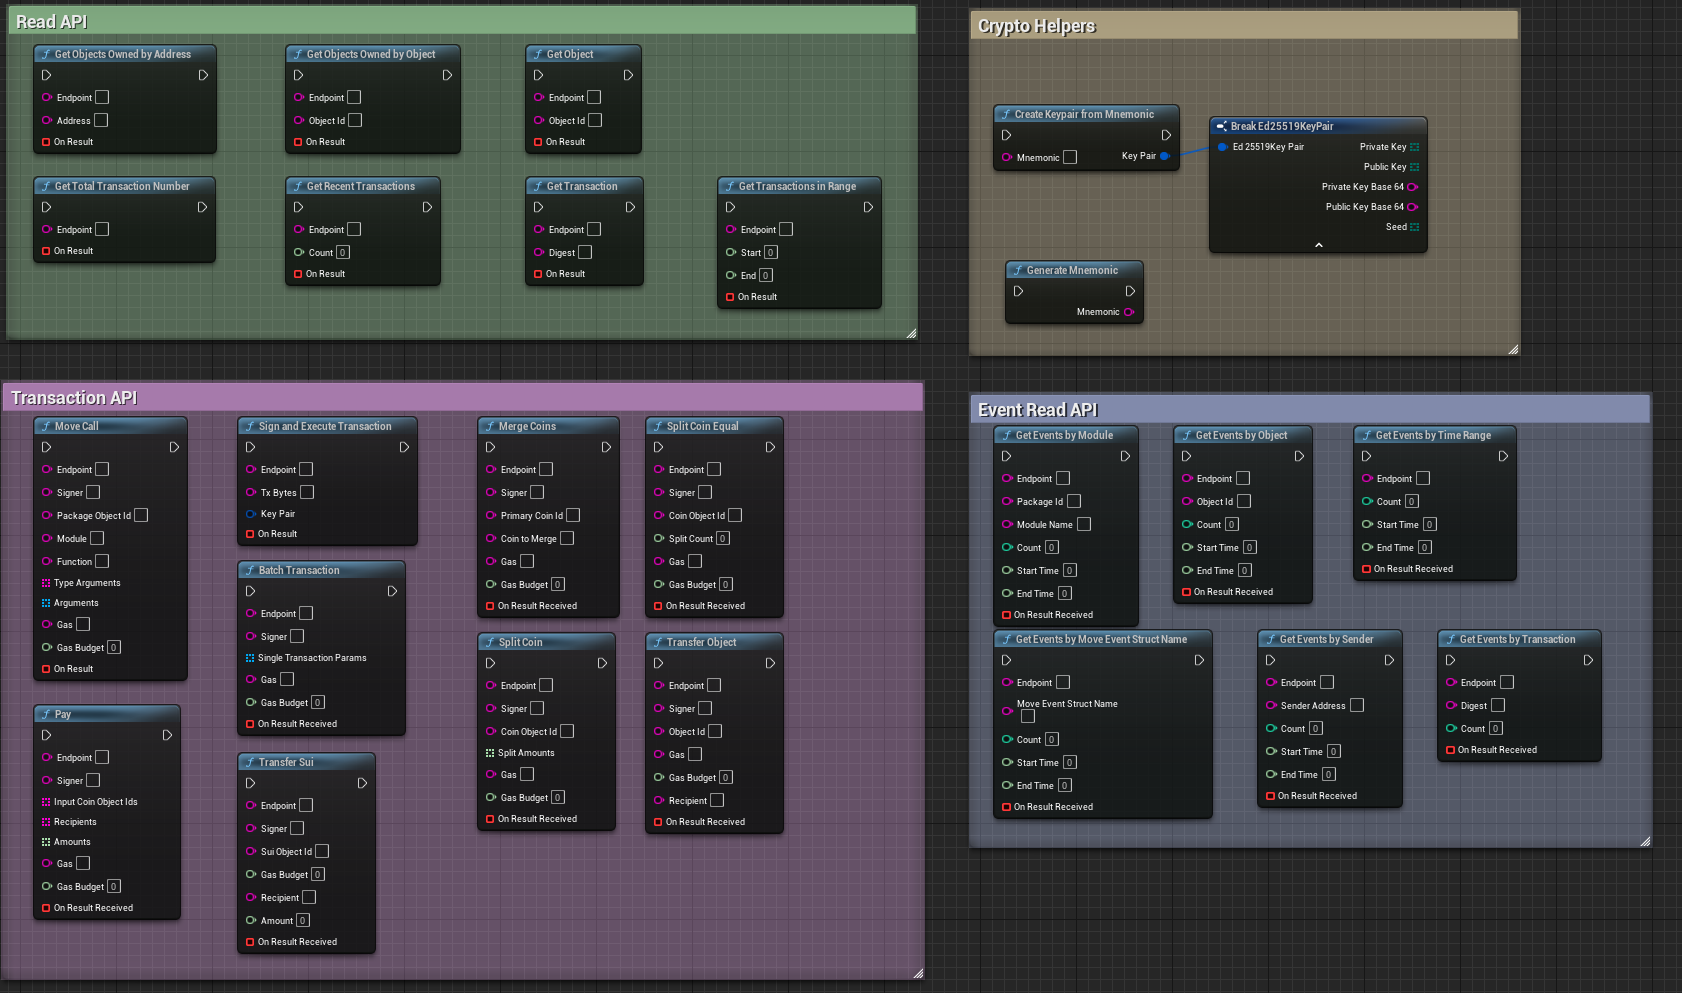 Read API
Get Objects Owned by Address
Endpoint
Address
On Result
Get Objects Owned by Object
Endpoint
Object Id
On Result
Get Object
Endpoint
Object Id
On Result
Get Total Transaction Number
Endpoint
On Result
Get Recent Transactions
Endpoint
Count 0
On Result
Get Transaction
Endpoint
Digest
On Result
Get Transactions in Range
Endpoint
Start 0
End 0
On Result
Crypto Helpers
Create Keypair from Mnemonic
Mnemonic Key Pair
Break Ed25519KeyPair
Ed 25519Key Pair Private Key
Public Key
Private Key Base 64
Public Key Base 64
Seed
Generate Mnemonic
Mnemonic
Transaction API
Move Call
Endpoint
Signer
Package Object Id
Module
Function
Type Arguments
Arguments
Gas
Gas Budget 0
On Result
Pay
Endpoint
Signer
Input Coin Object Ids
Recipients
Amounts
Gas
Gas Budget 0
On Result Received
Sign and Execute Transaction
Endpoint
Tx Bytes
Key Pair
On Result
Batch Transaction
Endpoint
Signer
Single Transaction Params
Gas
Gas Budget 0
On Result Received
Transfer Sui
Endpoint
Signer
Sui Object Id
Gas Budget 0
Recipient
Amount 0
On Result Received
Merge Coins
Endpoint
Signer
Primary Coin Id
Coin to Merge
Gas
Gas Budget 0
On Result Received
Split Coin
Endpoint
Signer
Coin Object Id
Split Amounts
Gas
Gas Budget 0
On Result Received
Split Coin Equal
Endpoint
Signer
Coin Object Id
Split Count 0
Gas
Gas Budget 0
On Result Received
Transfer Object
Endpoint
Signer
Object Id
Gas
Gas Budget 0
Recipient
On Result Received
Event Read API
Get Events by Module
Endpoint
Package Id
Module Name
Count 0
Start Time 0
End Time 0
On Result Received
Get Events by Object
Endpoint
Object Id
Count 0
Start Time 0
End Time 0
On Result Received
Get Events by Time Range
Endpoint
Count 0
Start Time 0
End Time 0
On Result Received
Get Events by Move Event Struct Name
Endpoint
Move Event Struct Name
Count 0
Start Time 0
End Time 0
On Result Received
Get Events by Sender
Endpoint
Sender Address
Count 0
Start Time 0
End Time 0
On Result Received
Get Events by Transaction
Endpoint
Digest
Count 0
On Result Received